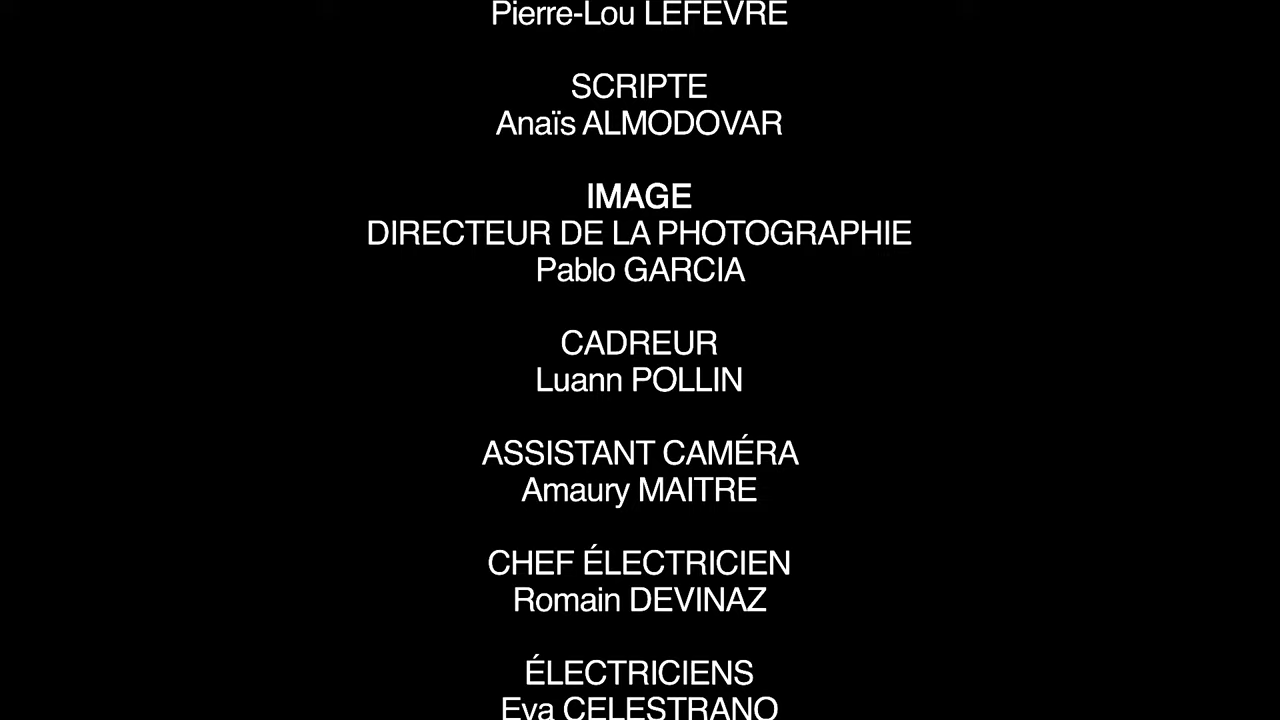 Pierre-Lou LEFEVRE
SCRIPTE
Anaïs ALMODOVAR
IMAGE
DIRECTEUR DE LA PHOTOGRAPHIE
Pablo GARCIA
CADREUR
Luann POLLIN
ASSISTANT CAMÉRA
Amaury MAITRE
CHEF ÉLECTRICIEN
Romain DEVINAZ
ÉLECTRICIENS
Eva CELESTRANO